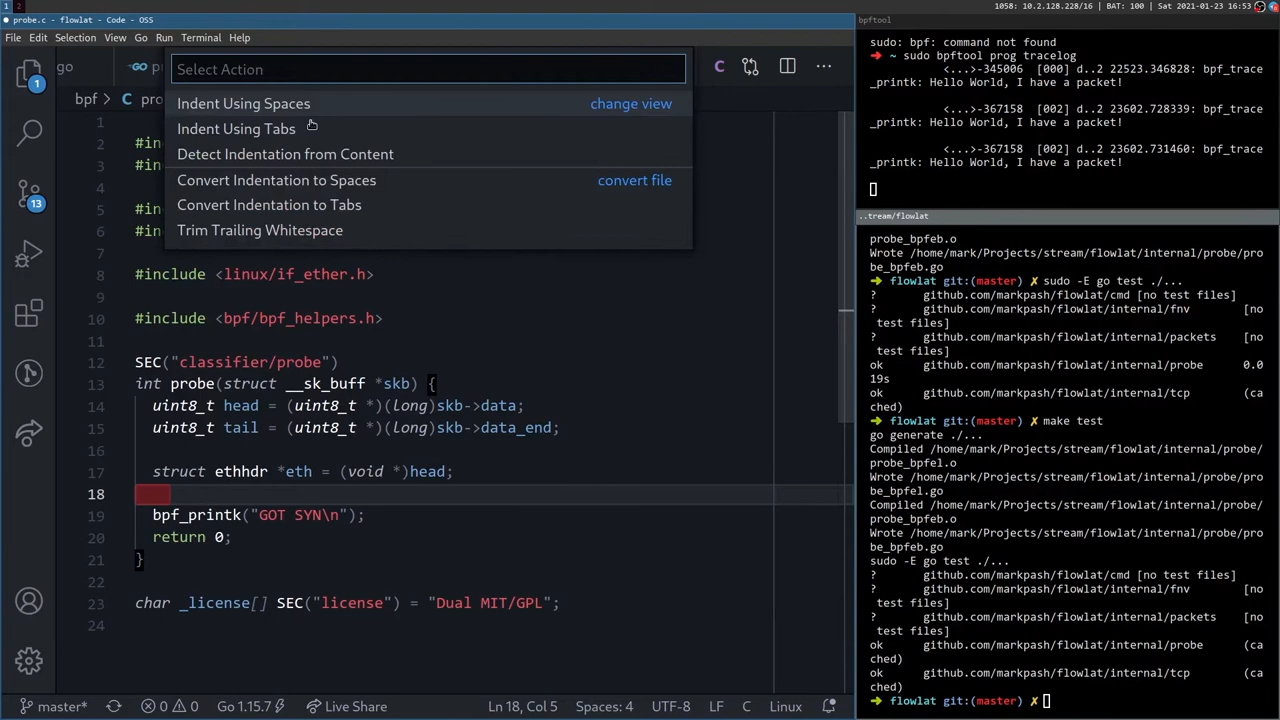 1
2
1058: 10.2.128.228/16 | BAT: 100 | Sat 2021-01-23 16:53
probe.c - flowlat - Code - OSS
File Edit Selection View Go Run Terminal Help
go
GO pr
Select Action
C
bpf > C pro
Indent Using Spaces change view
Indent Using Tabs
Detect Indentation from Content
Convert Indentation to Spaces convert file
Convert Indentation to Tabs
Trim Trailing Whitespace
1
13
1
2 #in
3 #in
4
5 #in
6 #in
7
8 #include <linux/if_ether.h>
9
10 #include <bpf/bpf_helpers.h>
11
12 SEC("classifier/probe")
13 int probe(struct __sk_buff *skb) {
14 uint8_t head = (uint8_t *)(long)skb->data;
15 uint8_t tail = (uint8_t *)(long)skb->data_end;
16
17 struct ethhdr *eth = (void *)head;
18
19 bpf_printk("GOT SYN\n");
20 return 0;
21 }
22
23 char _license[] SEC("license") = "Dual MIT/GPL";
24
master* 0 0 Go 1.15.7 Live Share Ln 18, Col 5 Spaces: 4 UTF-8 LF C Linux
bpftool
sudo: bpf: command not found
➜ ~ sudo bpftool prog tracelog
<...>-345006 [000] d..2 22523.346828: bpf_trace
_printk: Hello World, I have a packet!
<...>-367158 [002] d..2 23602.728339: bpf_trace
_printk: Hello World, I have a packet!
<...>-367158 [002] d..2 23602.731460: bpf_trace
_printk: Hello World, I have a packet!
..tream/flowlat
probe_bpfeb.o
Wrote /home/mark/Projects/stream/flowlat/internal/probe/pro
be_bpfeb.go
➜ flowlat git:(master) ✗ sudo -E go test ./...
? github.com/markpash/flowlat/cmd [no test files]
? github.com/markpash/flowlat/internal/fnv [no
test files]
? github.com/markpash/flowlat/internal/packets [no
test files]
ok github.com/markpash/flowlat/internal/probe 0.0
19s
ok github.com/markpash/flowlat/internal/tcp (ca
ched)
➜ flowlat git:(master) ✗ make test
go generate ./...
Compiled /home/mark/Projects/stream/flowlat/internal/probe/
probe_bpfel.o
Wrote /home/mark/Projects/stream/flowlat/internal/probe/pro
be_bpfel.go
Compiled /home/mark/Projects/stream/flowlat/internal/probe/
probe_bpfeb.o
Wrote /home/mark/Projects/stream/flowlat/internal/probe/pro
be_bpfeb.go
sudo -E go test ./...
? github.com/markpash/flowlat/cmd [no test files]
? github.com/markpash/flowlat/internal/fnv [no
test files]
? github.com/markpash/flowlat/internal/packets [no
test files]
ok github.com/markpash/flowlat/internal/probe (ca
ched)
ok github.com/markpash/flowlat/internal/tcp (ca
ched)
➜ flowlat git:(master) ✗